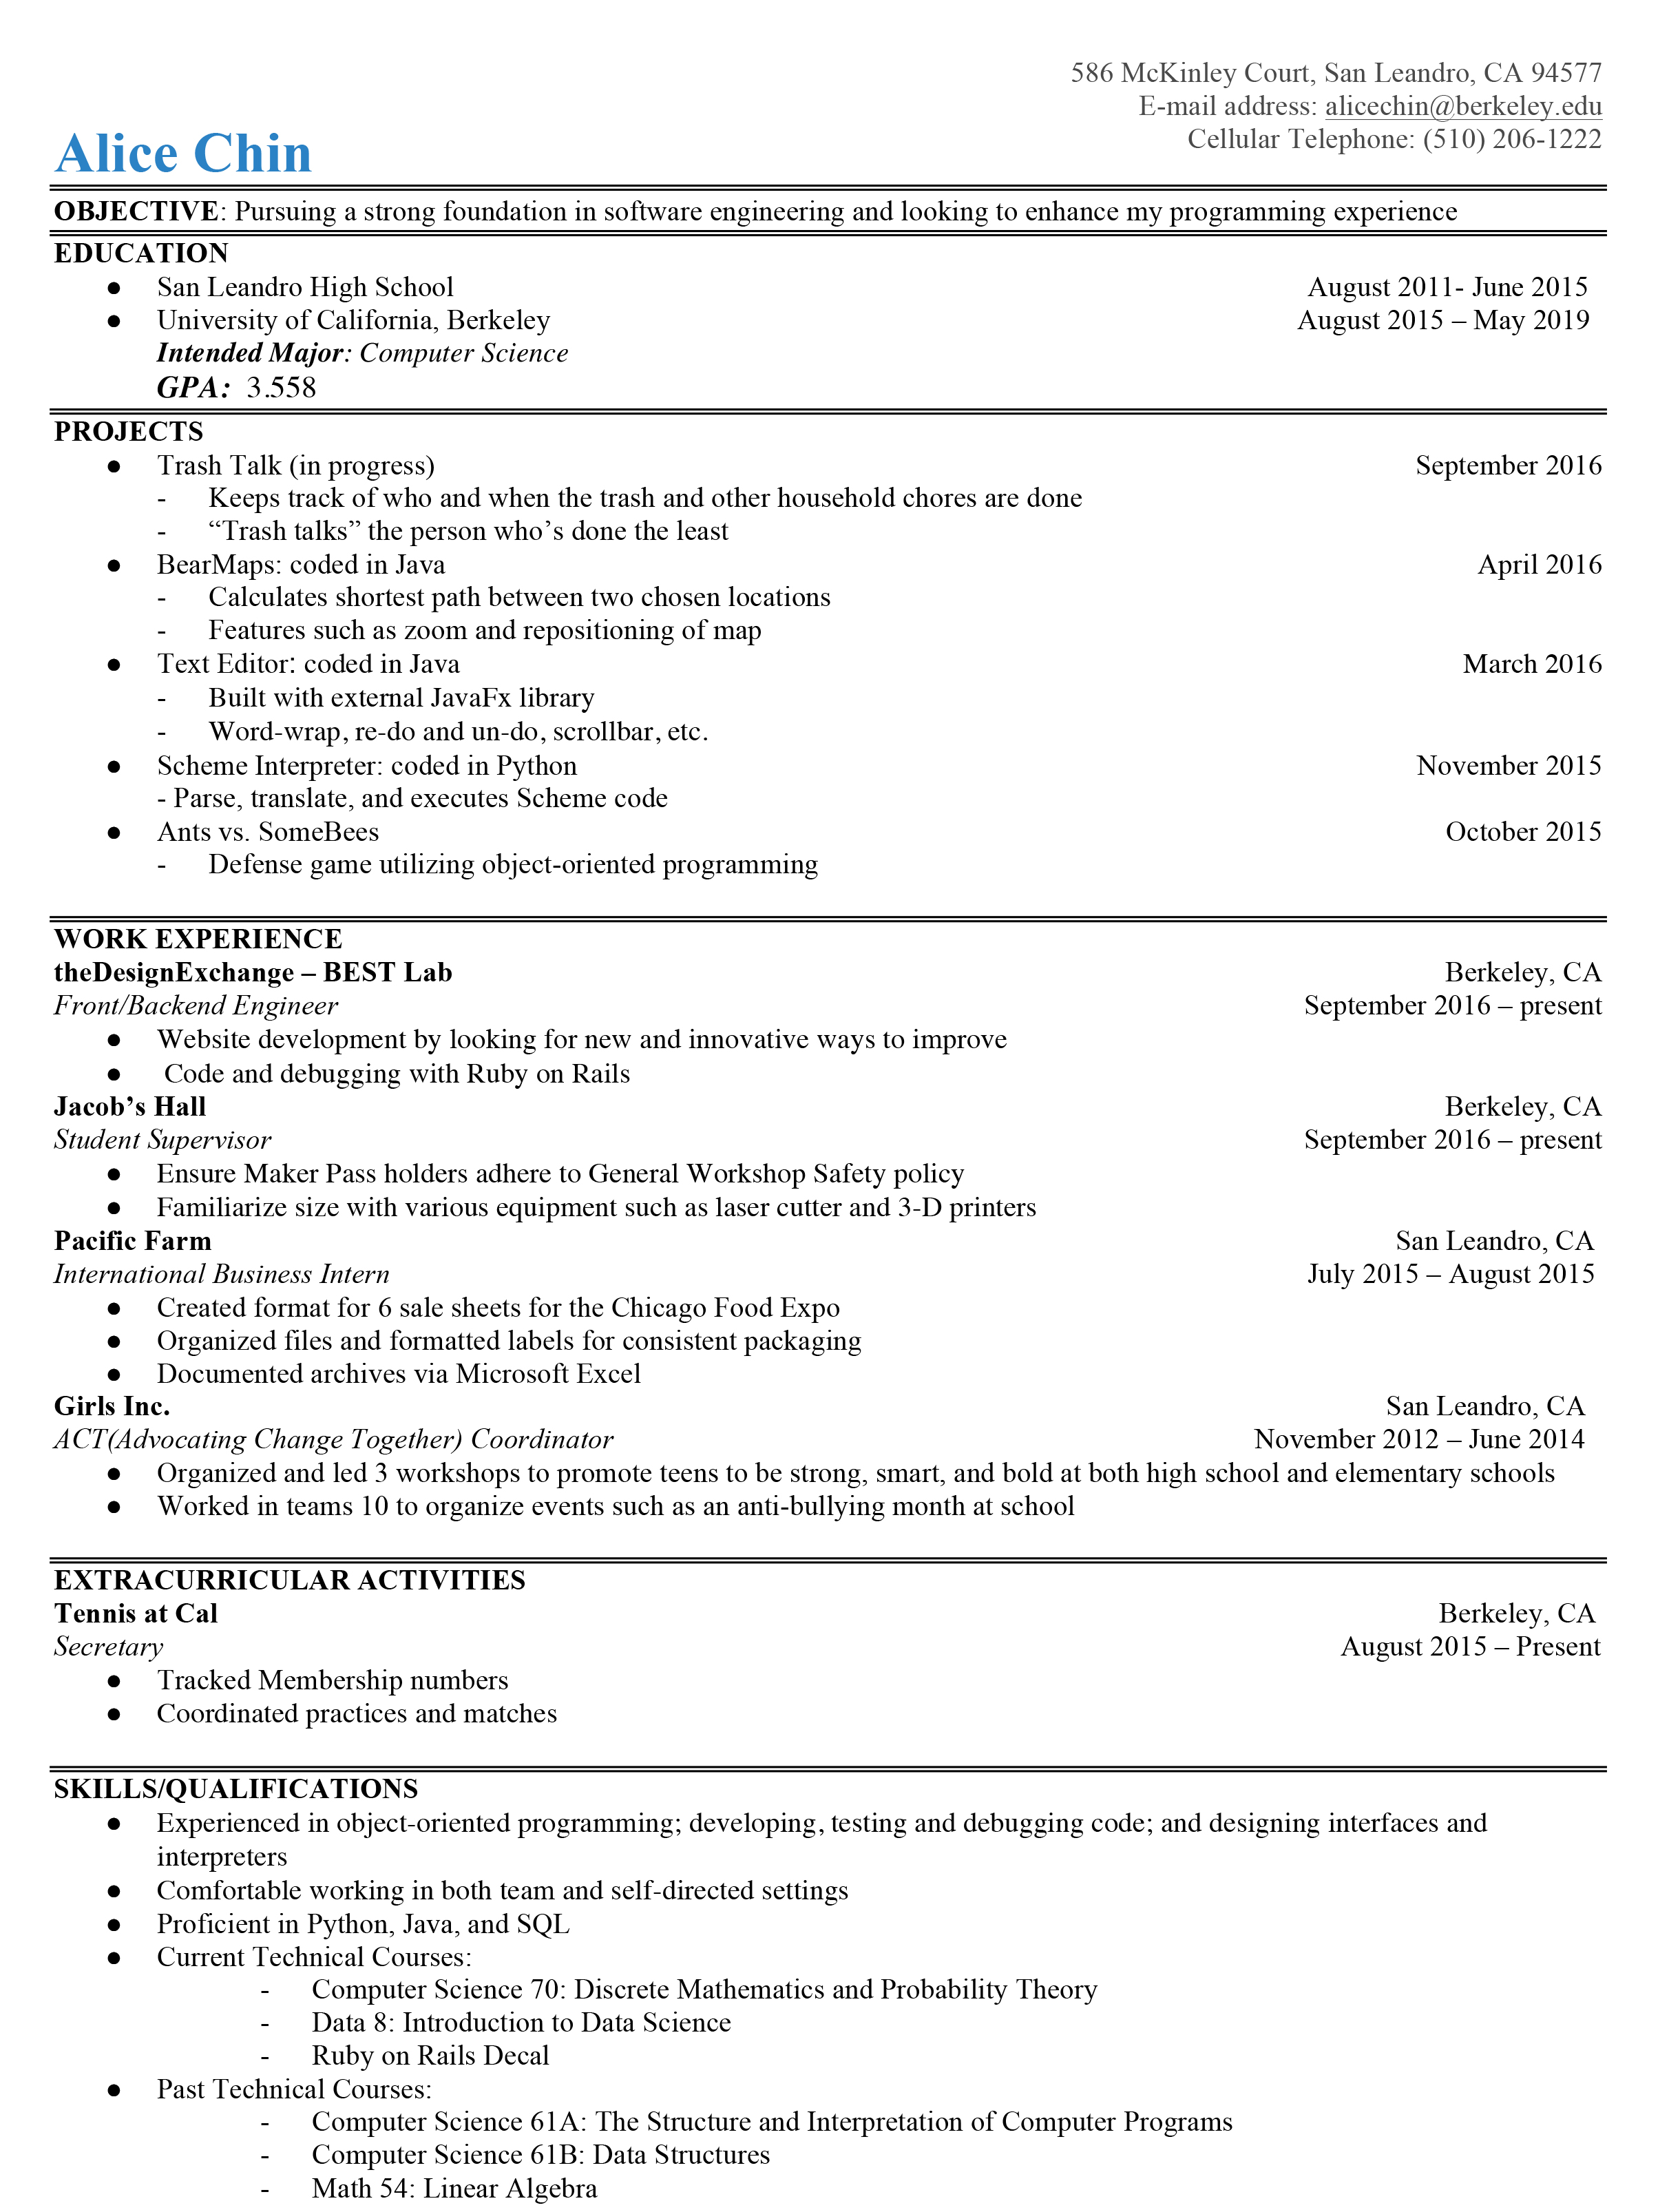 586 McKinley Court, San Leandro, CA 94577
E-mail address: alicechin@berkeley.edu
Cellular Telephone: (510) 206-1222
Alice Chin
OBJECTIVE: Pursuing a strong foundation in software engineering and looking to enhance my programming experience
EDUCATION
● San Leandro High School August 2011- June 2015
● University of California, Berkeley August 2015 – May 2019
Intended Major: Computer Science
GPA: 3.558
PROJECTS
● Trash Talk (in progress) September 2016
- Keeps track of who and when the trash and other household chores are done
- “Trash talks” the person who’s done the least
● BearMaps: coded in Java April 2016
- Calculates shortest path between two chosen locations
- Features such as zoom and repositioning of map
● Text Editor: coded in Java March 2016
- Built with external JavaFx library
- Word-wrap, re-do and un-do, scrollbar, etc.
● Scheme Interpreter: coded in Python November 2015
- Parse, translate, and executes Scheme code
● Ants vs. SomeBees October 2015
- Defense game utilizing object-oriented programming
WORK EXPERIENCE
theDesignExchange – BEST Lab Berkeley, CA
Front/Backend Engineer September 2016 – present
● Website development by looking for new and innovative ways to improve
● Code and debugging with Ruby on Rails
Jacob’s Hall Berkeley, CA
Student Supervisor September 2016 – present
● Ensure Maker Pass holders adhere to General Workshop Safety policy
● Familiarize size with various equipment such as laser cutter and 3-D printers
Pacific Farm San Leandro, CA
International Business Intern July 2015 – August 2015
● Created format for 6 sale sheets for the Chicago Food Expo
● Organized files and formatted labels for consistent packaging
● Documented archives via Microsoft Excel
Girls Inc. San Leandro, CA
ACT(Advocating Change Together) Coordinator November 2012 – June 2014
● Organized and led 3 workshops to promote teens to be strong, smart, and bold at both high school and elementary schools
● Worked in teams 10 to organize events such as an anti-bullying month at school
EXTRACURRICULAR ACTIVITIES
Tennis at Cal Berkeley, CA
Secretary August 2015 – Present
● Tracked Membership numbers
● Coordinated practices and matches
SKILLS/QUALIFICATIONS
● Experienced in object-oriented programming; developing, testing and debugging code; and designing interfaces and
interpreters
● Comfortable working in both team and self-directed settings
● Proficient in Python, Java, and SQL
● Current Technical Courses:
- Computer Science 70: Discrete Mathematics and Probability Theory
- Data 8: Introduction to Data Science
- Ruby on Rails Decal
● Past Technical Courses:
- Computer Science 61A: The Structure and Interpretation of Computer Programs
- Computer Science 61B: Data Structures
- Math 54: Linear Algebra